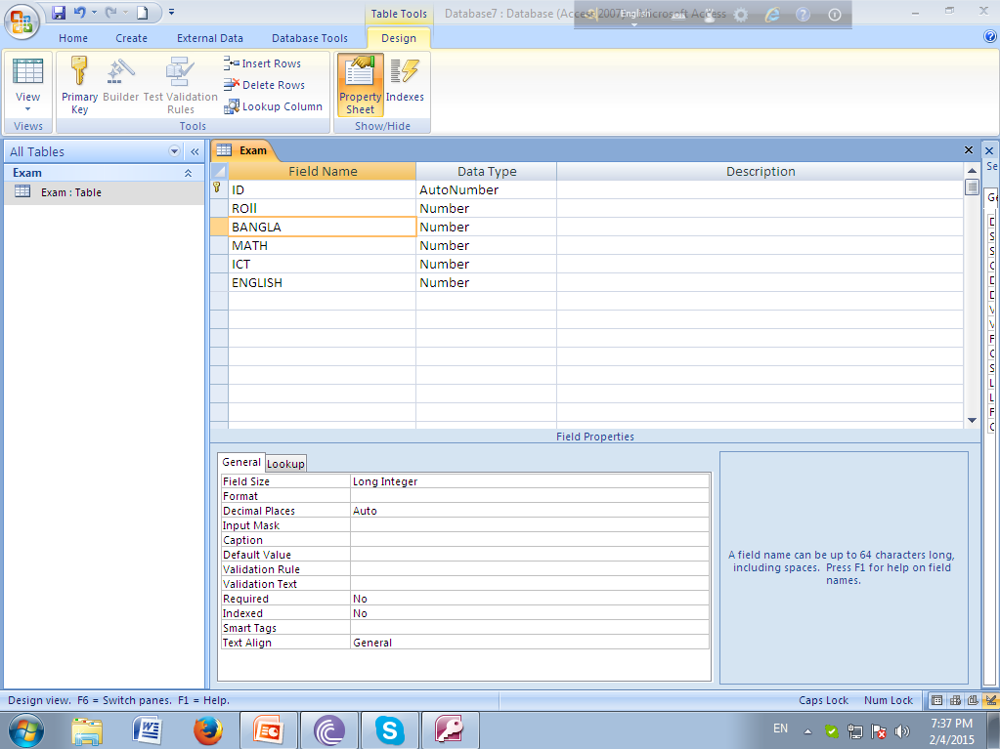 Table Tools Database7 : Database (Access 2007) - Microsoft Access
English
Home Create External Data Database Tools Design
View Primary Key Builder Test Validation Rules Insert Rows Delete Rows Lookup Column Property Sheet Indexes
Views Tools Show/Hide
All Tables «
Exam
Exam : Table
Exam
Field Name Data Type Description
ID AutoNumber
ROll Number
BANGLA Number
MATH Number
ICT Number
ENGLISH Number
Field Properties
General Lookup
Field Size Long Integer
Format
Decimal Places Auto
Input Mask
Caption
Default Value
Validation Rule
Validation Text
Required No
Indexed No
Smart Tags
Text Align General
A field name can be up to 64 characters long,
including spaces. Press F1 for help on field
names.
Design view. F6 = Switch panes. F1 = Help. Caps Lock Num Lock
EN 7:37 PM
2/4/2015